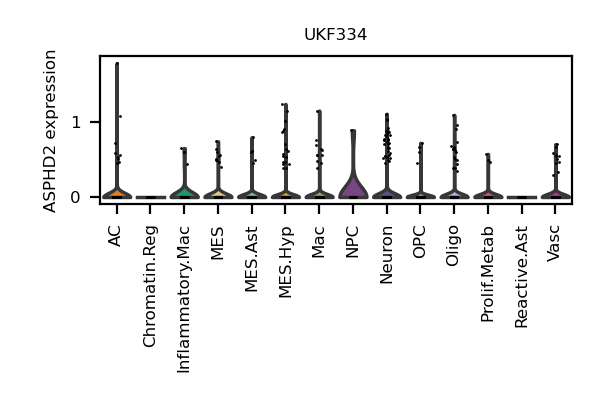 UKF334
ASPHD2 expression
1
0
AC
Chromatin.Reg
Inflammatory.Mac
MES
MES.Ast
MES.Hyp
Mac
NPC
Neuron
OPC
Oligo
Prolif.Metab
Reactive.Ast
Vasc